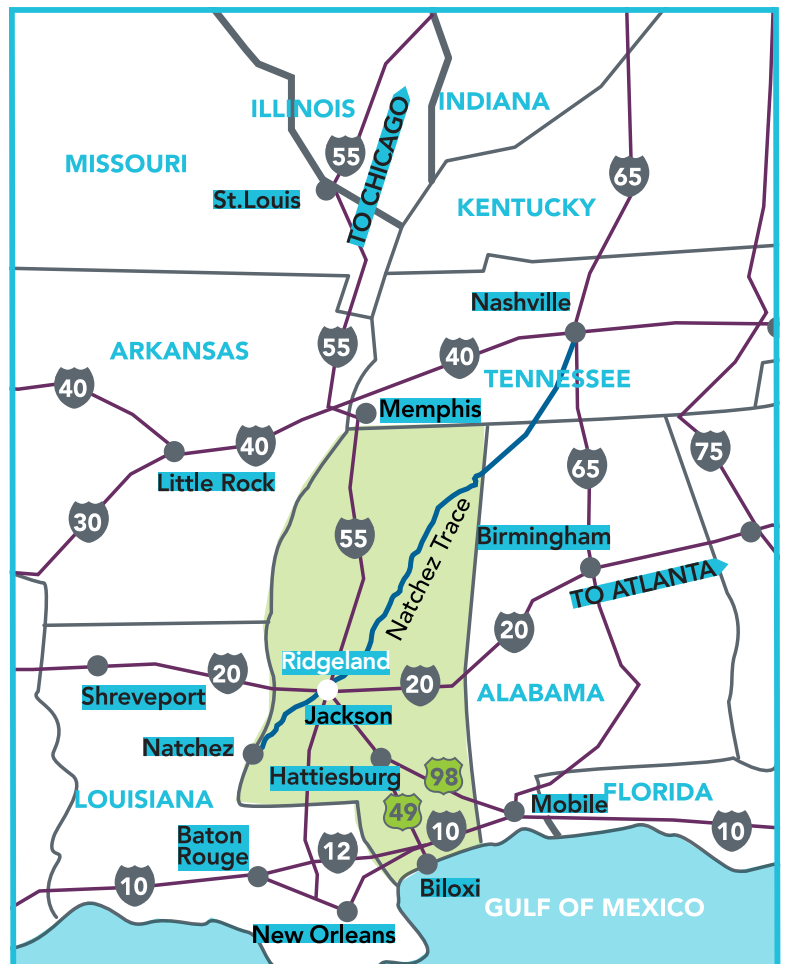 ILLINOIS
INDIANA
TO CHICAGO
55
MISSOURI
65
St.Louis
KENTUCKY
Nashville
55
ARKANSAS
40
40
TENNESSEE
Memphis
40
75
65
Little Rock
30
55
Natchez Trace
Birmingham
TO ATLANTA
20
Ridgeland
20
20
Shreveport
ALABAMA
Jackson
Natchez
Hattiesburg
98
LOUISIANA
FLORIDA
49
Mobile
10
10
Baton
Rouge
12
10
Biloxi
GULF OF MEXICO
New Orleans